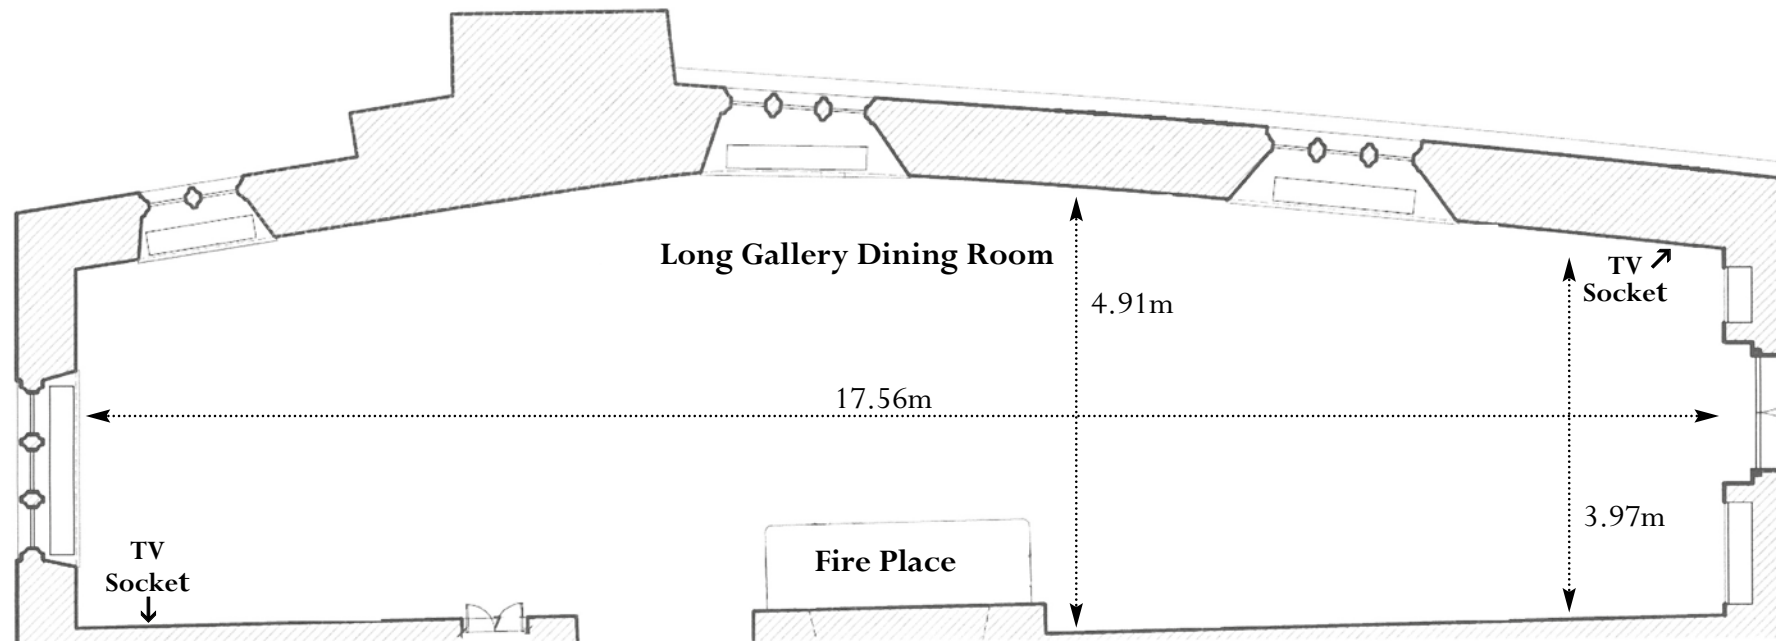 Long Gallery Dining Room
TV
Socket
4.91m
17.56m
3.97m
TV
Socket
Fire Place